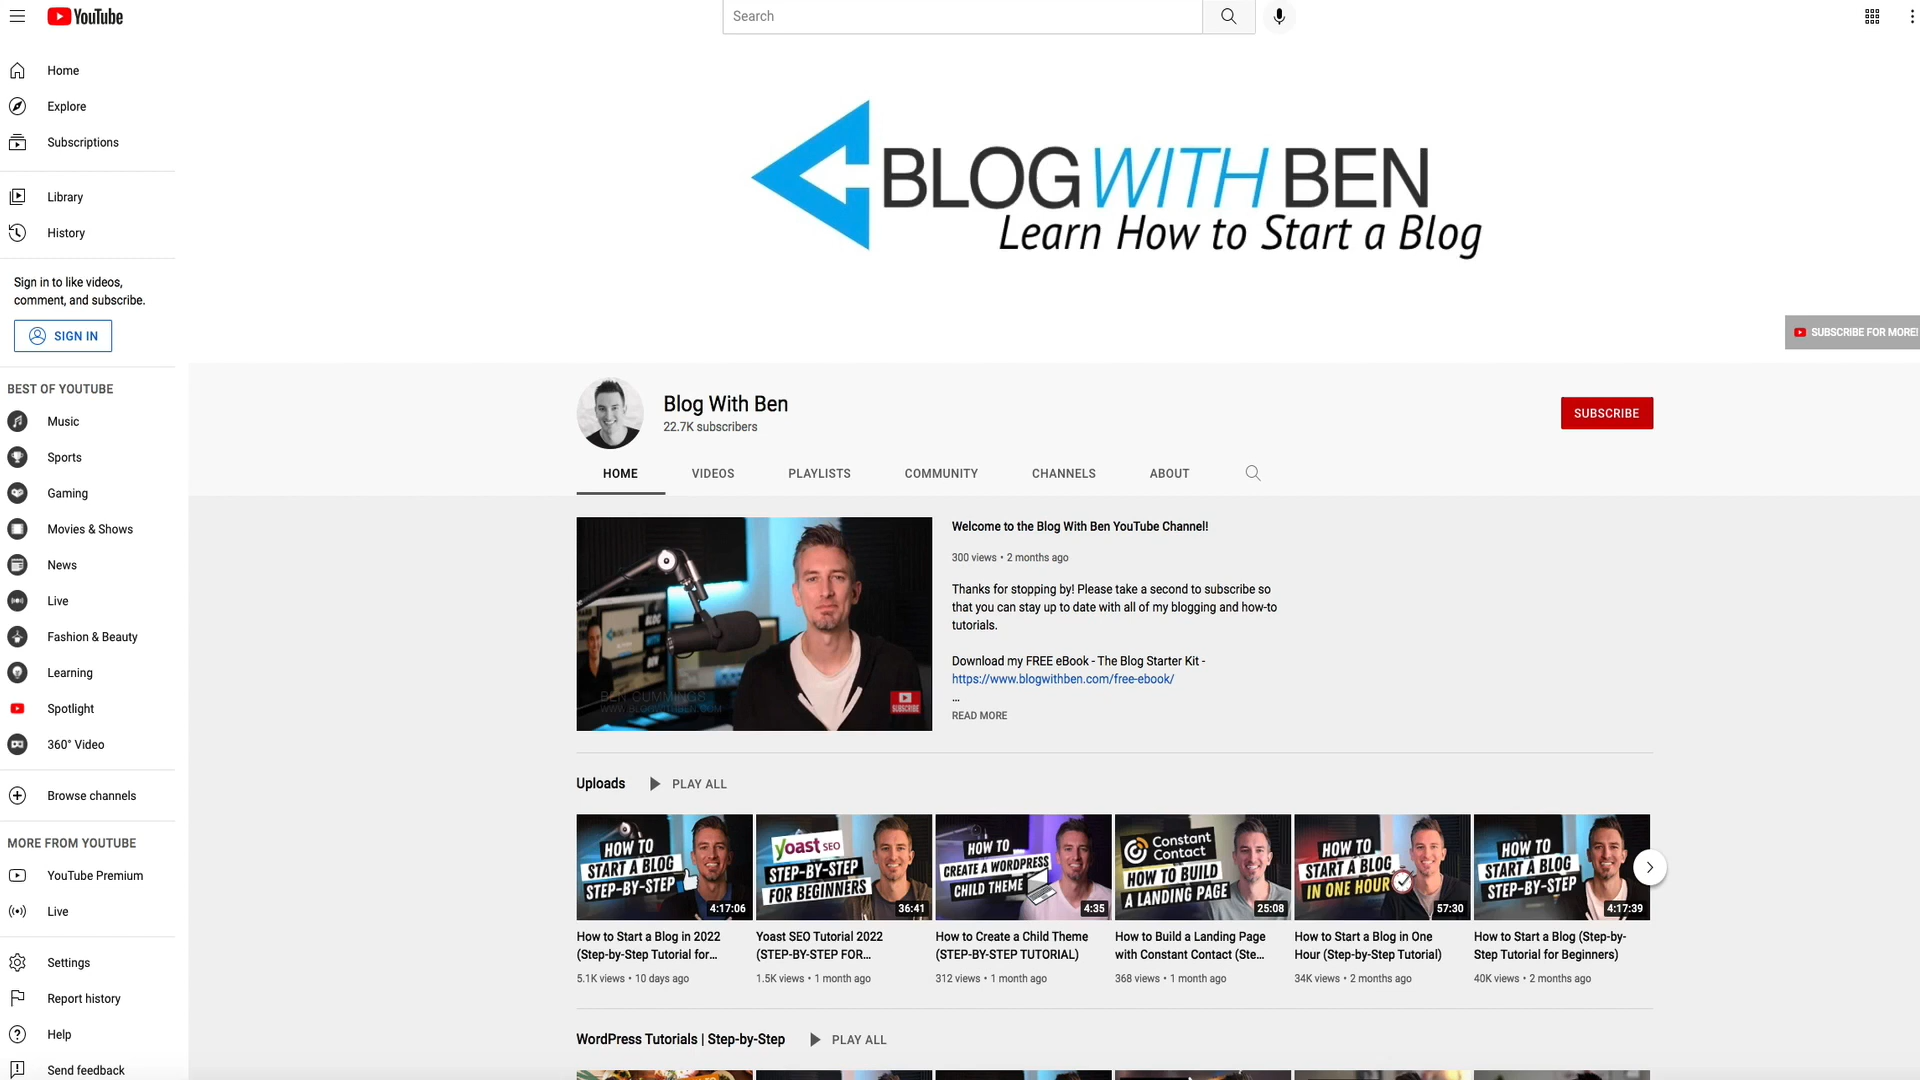 YouTube
Search
Home
Explore
Subscriptions
Library
History
Sign in to like videos,
comment, and subscribe.
SIGN IN
BEST OF YOUTUBE
Music
Sports
Gaming
Movies & Shows
News
Live
Fashion & Beauty
Learning
Spotlight
360° Video
Browse channels
MORE FROM YOUTUBE
YouTube Premium
Live
Settings
Report history
Help
Send feedback
BLOG WITH BEN
Learn How to Start a Blog
SUBSCRIBE FOR MORE!
Blog With Ben
22.7K subscribers
SUBSCRIBE
HOME
VIDEOS
PLAYLISTS
COMMUNITY
CHANNELS
ABOUT
BLOGWITH
BLOG
BEN
BEN CUMMINGS
WWW.BLOGWITHBEN.COM
SUBSCRIBE
Welcome to the Blog With Ben YouTube Channel!
300 views • 2 months ago
Thanks for stopping by! Please take a second to subscribe so
that you can stay up to date with all of my blogging and how-to
tutorials.
Download my FREE eBook - The Blog Starter Kit -
https://www.blogwithben.com/free-ebook/
...
READ MORE
Uploads
PLAY ALL
HOW TO
START A BLOG
STEP-BY-STEP
4:17:06
How to Start a Blog in 2022
(Step-by-Step Tutorial for...
5.1K views • 10 days ago
yoast SEO
STEP-BY-STEP
FOR BEGINNERS
36:41
Yoast SEO Tutorial 2022
(STEP-BY-STEP FOR...
1.5K views • 1 month ago
HOW TO
CREATE A WORDPRESS
CHILD THEME
4:35
How to Create a Child Theme
(STEP-BY-STEP TUTORIAL)
312 views • 1 month ago
Constant
Contact
HOW TO BUILD
A LANDING PAGE
25:08
How to Build a Landing Page
with Constant Contact (Ste...
368 views • 1 month ago
HOW TO
START A BLOG
IN ONE HOUR
57:30
How to Start a Blog in One
Hour (Step-by-Step Tutorial)
34K views • 2 months ago
HOW TO
START A BLOG
STEP-BY-STEP
4:17:39
How to Start a Blog (Step-by-
Step Tutorial for Beginners)
40K views • 2 months ago
WordPress Tutorials | Step-by-Step
PLAY ALL